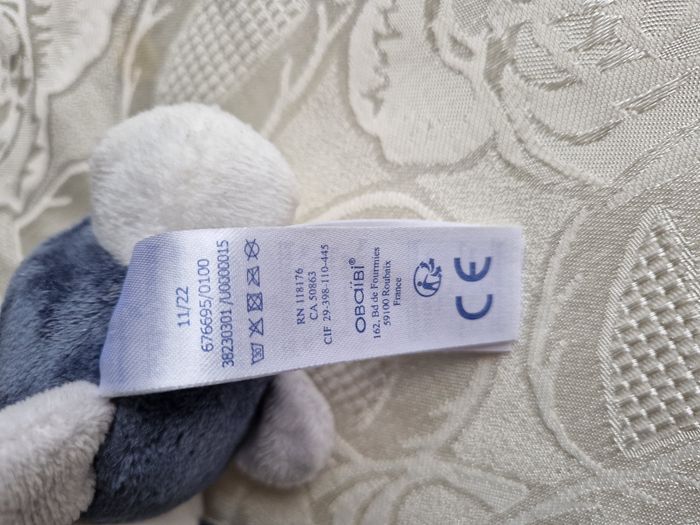 11/22
676695/0100
38230301 /U0000015
RN 118176
CA 50863
CIF 29-398-110-445
OBaïBi®
162, Bd de Fourmies
59100 Roubaix
France
CE